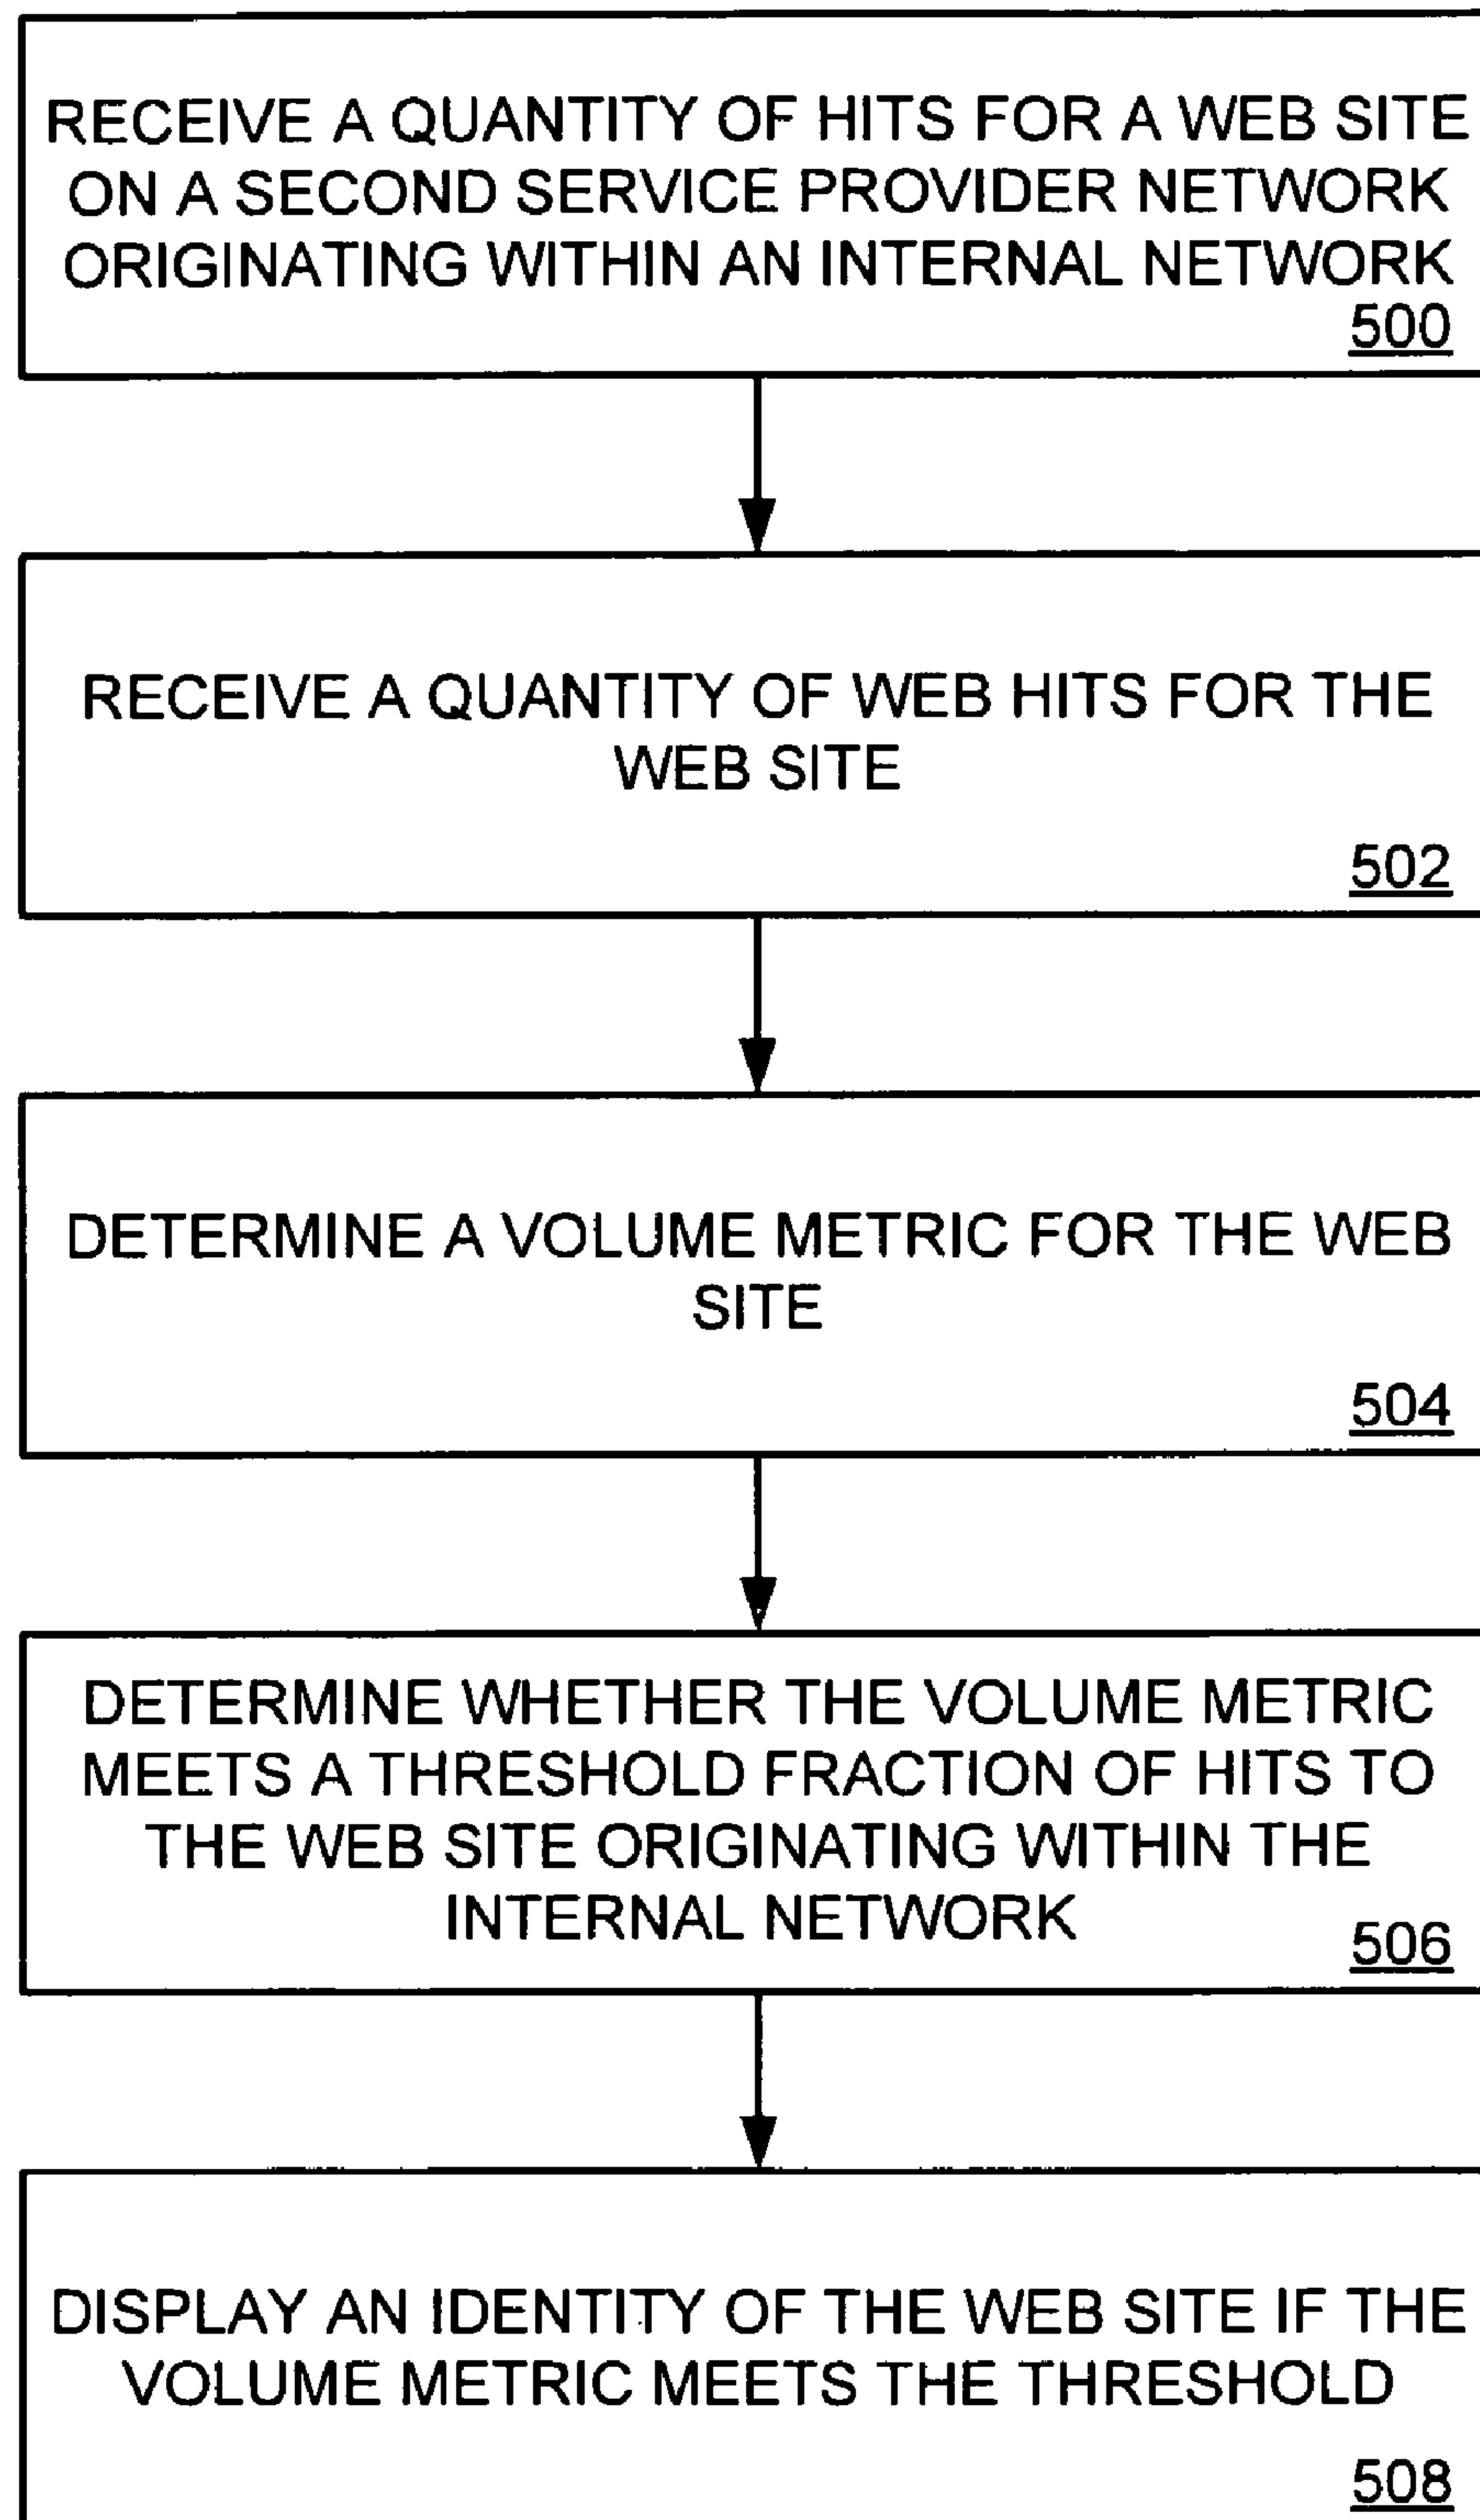 RECEIVE A QUANTITY OF HITS FOR A WEB SITE
ON A SECOND SERVICE PROVIDER NETWORK
ORIGINATING WITHIN AN INTERNAL NETWORK
500
RECEIVE A QUANTITY OF WEB HITS FOR THE
WEB SITE
502
DETERMINE A VOLUME METRIC FOR THE WEB
SITE
504
DETERMINE WHETHER THE VOLUME METRIC
MEETS A THRESHOLD FRACTION OF HITS TO
THE WEB SITE ORIGINATING WITHIN THE
INTERNAL NETWORK
506
DISPLAY AN IDENTITY OF THE WEB SITE IF THE
VOLUME METRIC MEETS THE THRESHOLD
508